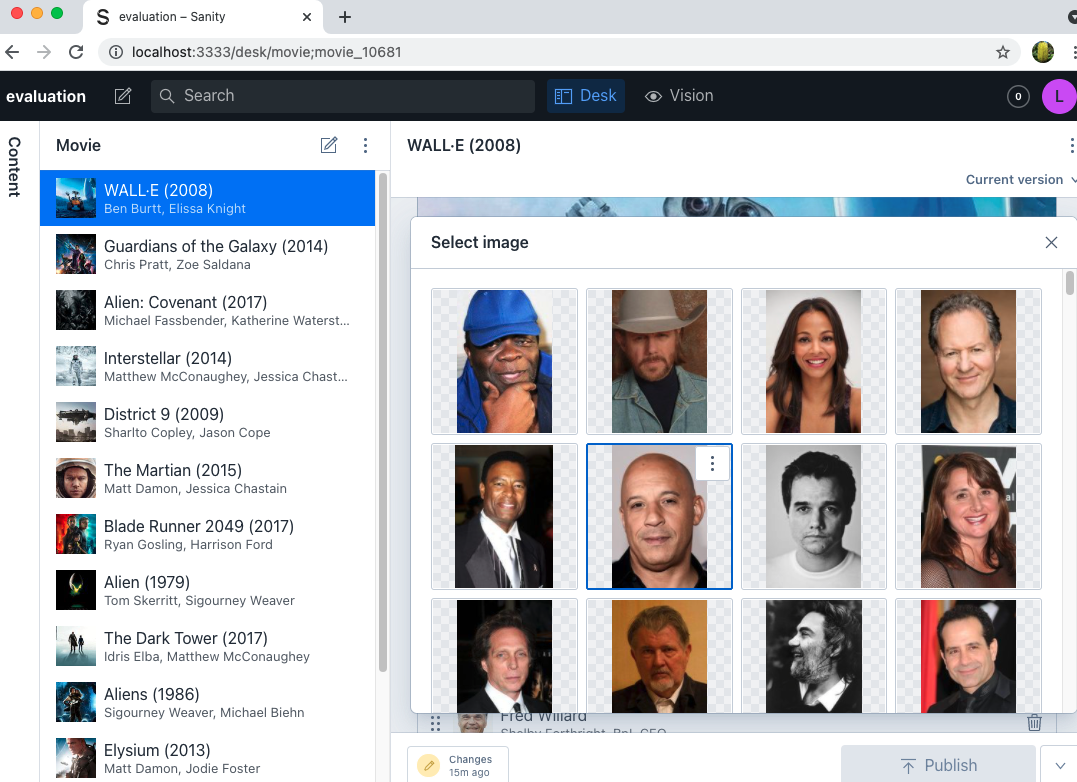 evaluation – Sanity
localhost:3333/desk/movie;movie_10681
evaluation
Search
Desk
Vision
0
L
Content
Movie
WALL·E (2008)
Ben Burtt, Elissa Knight
Guardians of the Galaxy (2014)
Chris Pratt, Zoe Saldana
Alien: Covenant (2017)
Michael Fassbender, Katherine Waterst...
Interstellar (2014)
Matthew McConaughey, Jessica Chast...
District 9 (2009)
Sharlto Copley, Jason Cope
The Martian (2015)
Matt Damon, Jessica Chastain
Blade Runner 2049 (2017)
Ryan Gosling, Harrison Ford
Alien (1979)
Tom Skerritt, Sigourney Weaver
The Dark Tower (2017)
Idris Elba, Matthew McConaughey
Aliens (1986)
Sigourney Weaver, Michael Biehn
Elysium (2013)
Matt Damon, Jodie Foster
WALL·E (2008)
Current version
Select image
Fred Willard
Shelby Forthright, BnL CEO
Changes
15m ago
Publish